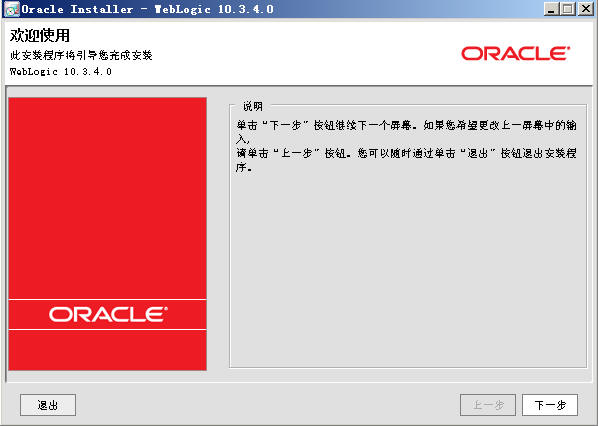 Oracle Installer - WebLogic 10.3.4.0
欢迎使用
此安装程序将引导您完成安装
WebLogic 10.3.4.0
ORACLE
说明
单击“下一步”按钮继续下一个屏幕。如果您希望更改上一屏幕中的输
入,
请单击“上一步”按钮。您可以随时通过单击“退出”按钮退出安装程
序。
ORACLE
退出
上一步
下一步